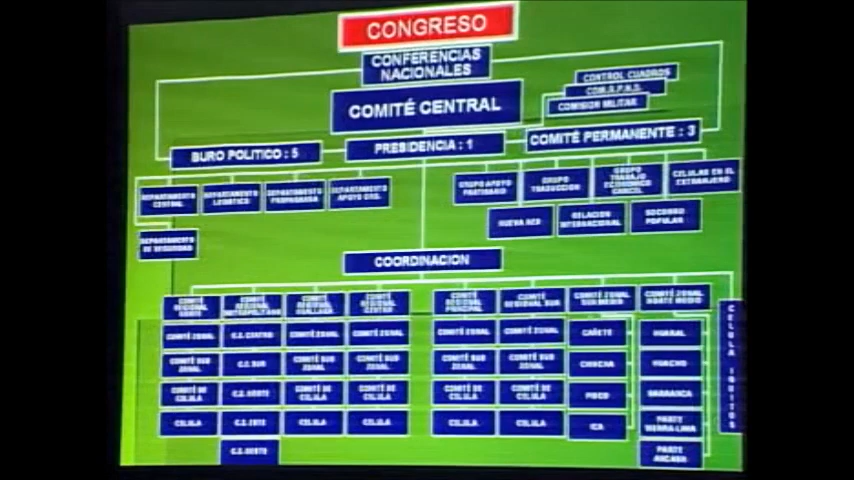 CONGRESO
CONFERENCIAS
NACIONALES
CONTROL CUADROS
COMISION MILITAR
COMITÉ CENTRAL
BURO POLITICO : 5
PRESIDENCIA : 1
COMITÉ PERMANENTE : 3
DEPARTAMENTO
CENTRAL
DEPARTAMENTO
LOGISTICO
DEPARTAMENTO
PROPAGANDA
DEPARTAMENTO
APOYO ORG.
GRUPO APOYO
PARTIDARIO
GRUPO
TRADUCCION
GRUPO
TRABAJO
ECONOMICO
CELULAS EN EL
EXTRANJERO
NUEVA RED
RELACION
INTERNACIONAL
SOCORRO
POPULAR
DEPARTAMENTO
DE SEGURIDAD
COORDINACION
COMITÉ
REGIONAL
NORTE
COMITÉ
REGIONAL
METROPOLITANO
COMITÉ
REGIONAL
HUALLAGA
COMITÉ
REGIONAL
CENTRO
COMITÉ
REGIONAL
PRINCIPAL
COMITÉ
REGIONAL SUR
COMITÉ ZONAL
SUR MEDIO
COMITÉ ZONAL
NORTE MEDIO
COMITÉ ZONAL
C.S. CENTRO
COMITÉ ZONAL
COMITÉ ZONAL
COMITÉ ZONAL
COMITÉ ZONAL
CAÑETE
HUARAL
COMITÉ SUB
ZONAL
C.S. SUR
COMITÉ SUB
ZONAL
COMITÉ SUB
ZONAL
COMITÉ SUB
ZONAL
COMITÉ SUB
ZONAL
CHINCHA
HUACHO
COMITÉ DE
CELULA
C.S. NORTE
COMITÉ DE
CELULA
COMITÉ DE
CELULA
COMITÉ DE
CELULA
COMITÉ DE
CELULA
PISCO
BARRANCA
CELULA
C.S. ESTE
CELULA
CELULA
CELULA
CELULA
ICA
PARTE
SIERRA LIMA
C.S. OESTE
PARTE
ANCASH
CELULA IQUITOS